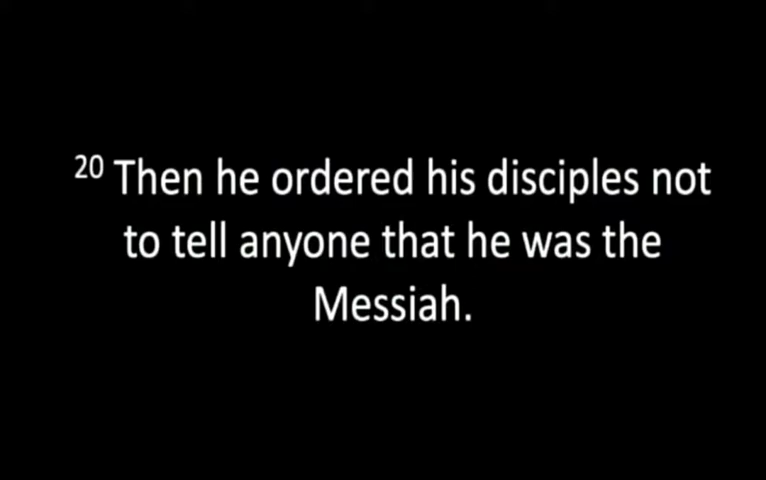 20 Then he ordered his disciples not
to tell anyone that he was the
Messiah.